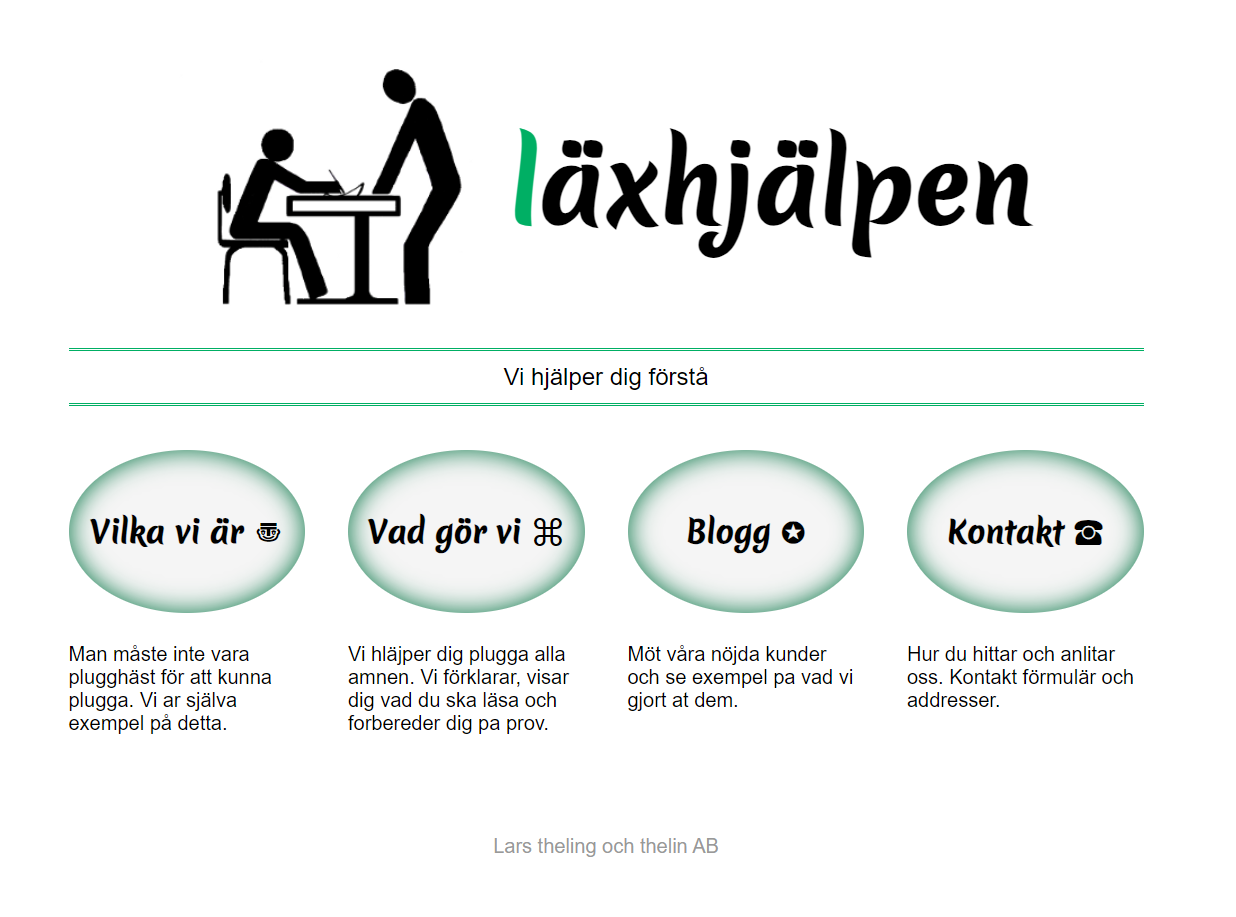 läxhjälpen
Vi hjälper dig förstå
Vilka vi är
Vad gör vi ⌘
Blogg ✪
Kontakt ☎
Man måste inte vara
plugghäst för att kunna
plugga. Vi ar själva
exempel på detta.
Vi hläjper dig plugga alla
amnen. Vi förklarar, visar
dig vad du ska läsa och
forbereder dig pa prov.
Möt våra nöjda kunder
och se exempel pa vad vi
gjort at dem.
Hur du hittar och anlitar
oss. Kontakt förmulär och
addresser.
Lars theling och thelin AB